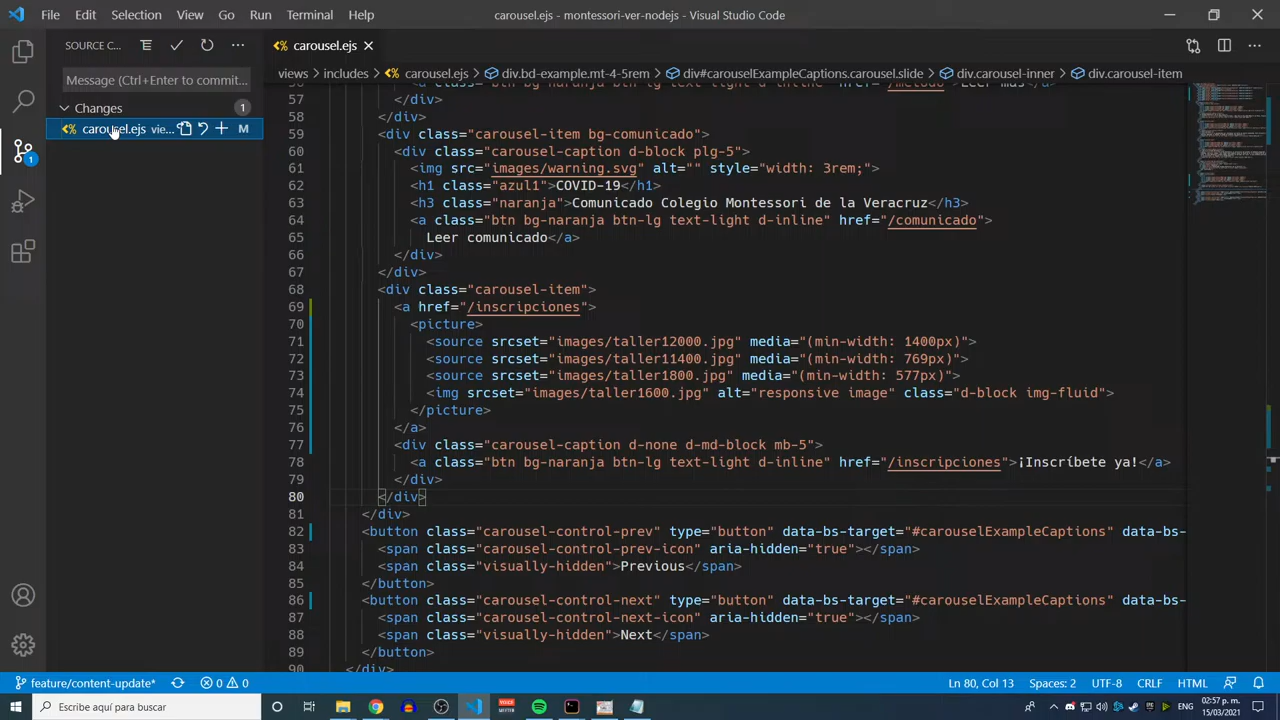 File Edit Selection View Go Run Terminal Help
carousel.ejs - montessori-ver-nodejs - Visual Studio Code
SOURCE C...
carousel.ejs
Message (Ctrl+Enter to commit...
views > includes > carousel.ejs > div.bd-example.mt-4-5rem > div#carouselExampleCaptions.carousel.slide > div.carousel-inner > div.carousel-item
Changes 1
carousel.ejs vie... M
1
57 </div>
58 </div>
59 <div class="carousel-item bg-comunicado">
60 <div class="carousel-caption d-block plg-5">
61 <img src="images/warning.svg" alt="" style="width: 3rem;">
62 <h1 class="azul1">COVID-19</h1>
63 <h3 class="naranja">Comunicado Colegio Montessori de la Veracruz</h3>
64 <a class="btn bg-naranja btn-lg text-light d-inline" href="/comunicado">
65 Leer comunicado</a>
66 </div>
67 </div>
68 <div class="carousel-item">
69 <a href="/inscripciones">
70 <picture>
71 <source srcset="images/taller12000.jpg" media="(min-width: 1400px)">
72 <source srcset="images/taller11400.jpg" media="(min-width: 769px)">
73 <source srcset="images/taller1800.jpg" media="(min-width: 577px)">
74 <img srcset="images/taller1600.jpg" alt="responsive image" class="d-block img-fluid">
75 </picture>
76 </a>
77 <div class="carousel-caption d-none d-md-block mb-5">
78 <a class="btn bg-naranja btn-lg text-light d-inline" href="/inscripciones">¡Inscríbete ya!</a>
79 </div>
80 </div>
81 </div>
82 <button class="carousel-control-prev" type="button" data-bs-target="#carouselExampleCaptions" data-bs-
83 <span class="carousel-control-prev-icon" aria-hidden="true"></span>
84 <span class="visually-hidden">Previous</span>
85 </button>
86 <button class="carousel-control-next" type="button" data-bs-target="#carouselExampleCaptions" data-bs-
87 <span class="carousel-control-next-icon" aria-hidden="true"></span>
88 <span class="visually-hidden">Next</span>
89 </button>
90 </div>
feature/content-update* 0 0 Ln 80, Col 13 Spaces: 2 UTF-8 CRLF HTML
Escribe aquí para buscar
ENG
02:57 p. m.
15/03/2021